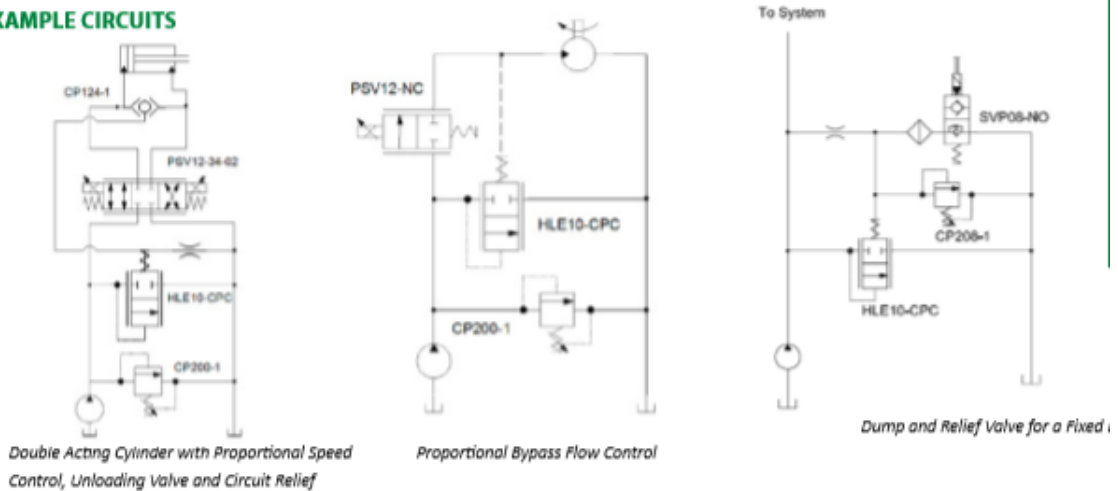 XAMPLE CIRCUITS
CP124-1
PSV12-34-02
HLE10-CPC
CP200-1
Double Acting Cylinder with Proportional Speed
Control, Unloading Valve and Circuit Relief
PSV12-NC
HLE10-CPC
CP200-1
Proportional Bypass Flow Control
To System
SVP08-NO
CP208-1
HLE10-CPC
Dump and Relief Valve for a Fixed